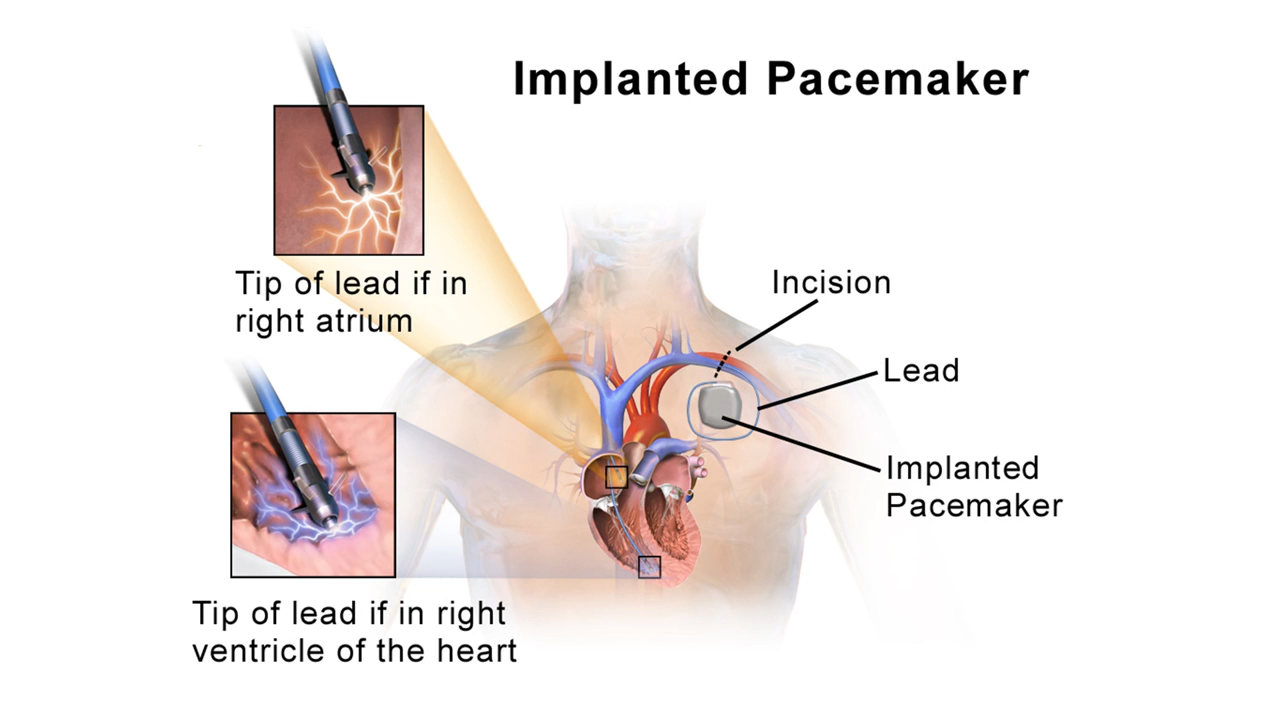 Implanted Pacemaker
Tip of lead if in
right atrium
Incision
Lead
Implanted
Pacemaker
Tip of lead if in right
ventricle of the heart